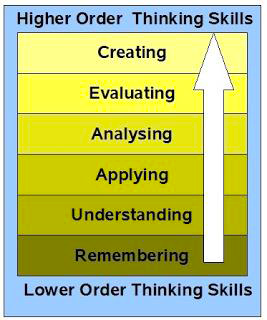 Higher Order Thinking Skills
Creating
Evaluating
Analysing
Applying
Understanding
Remembering
Lower Order Thinking Skills